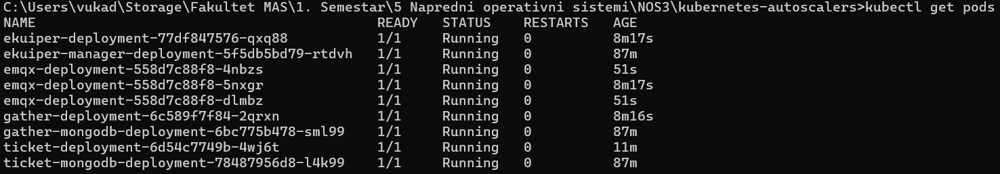 C:\Users\vukad\Storage\Fakultet MAS\1. Semestar\5 Napredni operativni sistemi\NOS3\kubernetes-autoscalers>kubectl get pods
NAME READY STATUS RESTARTS AGE
ekuiper-deployment-77df847576-qxq88 1/1 Running 0 8m17s
ekuiper-manager-deployment-5f5db5bd79-rtdvh 1/1 Running 0 87m
emqx-deployment-558d7c88f8-4nbzs 1/1 Running 0 51s
emqx-deployment-558d7c88f8-5nxgr 1/1 Running 0 8m17s
emqx-deployment-558d7c88f8-dlmbz 1/1 Running 0 51s
gather-deployment-6c589f7f84-2qrxn 1/1 Running 0 8m16s
gather-mongodb-deployment-6bc775b478-sml99 1/1 Running 0 87m
ticket-deployment-6d54c7749b-4wj6t 1/1 Running 0 11m
ticket-mongodb-deployment-78487956d8-l4k99 1/1 Running 0 87m